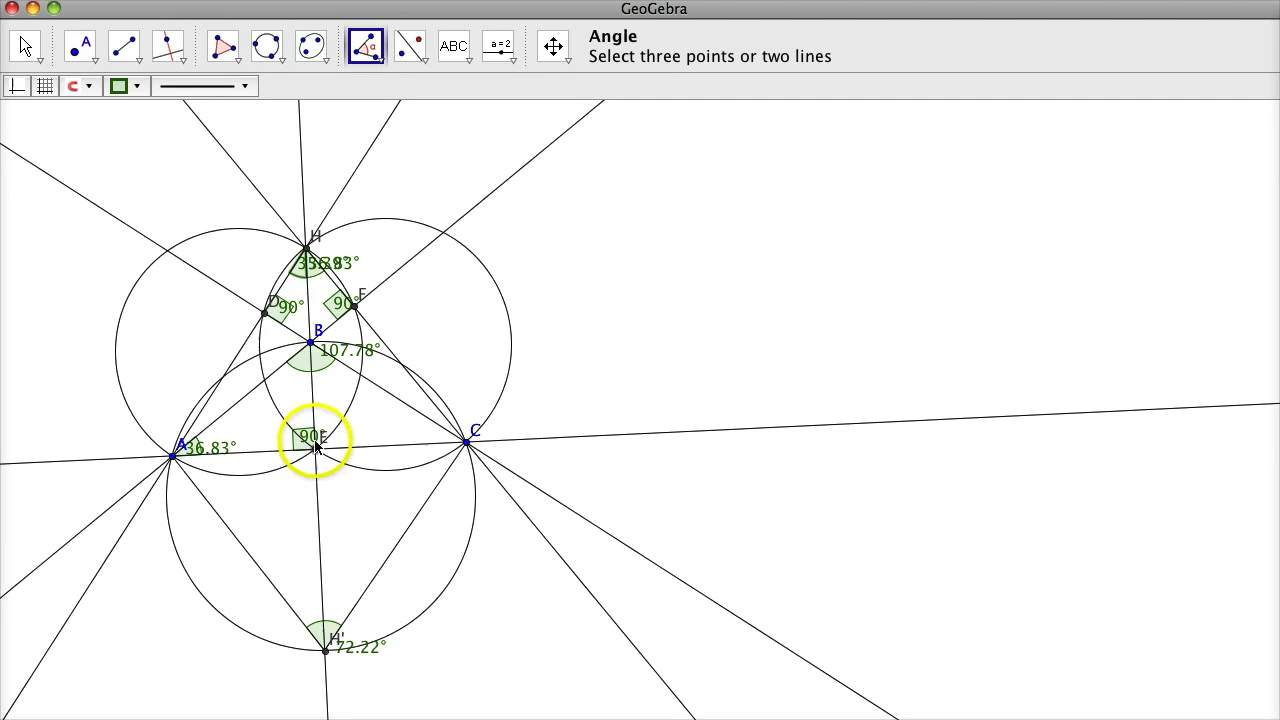 GeoGebra
A
α
ABC
a=2
Angle
Select three points or two lines
H
D
90°
90°
F
B
107.78°
A
36.83°
90°
E
C
H'
72.22°